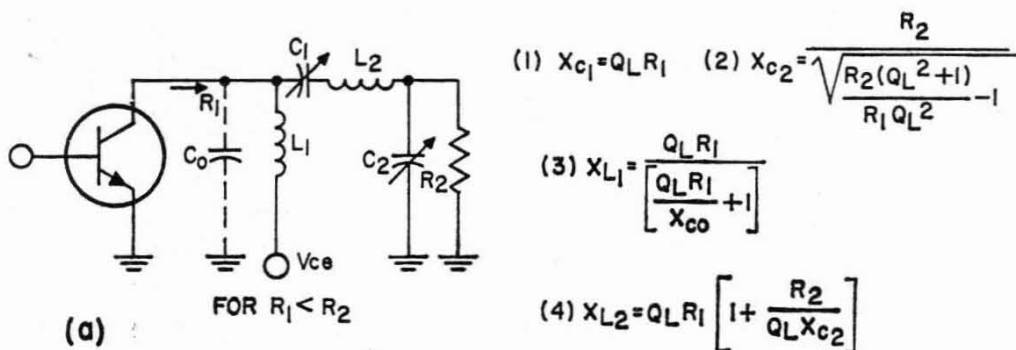 C₁
L₂
R₁
C₀
L₁
C₂
R₂
Vce
FOR R₁ < R₂
(a)
(1) Xc₁ = QLR₁ (2) Xc₂ = R₂ / √(R₂(QL²+1) / R₁QL² − 1)
(3) XL₁ = QLR₁ / [QLR₁ / Xco + 1]
(4) XL₂ = QLR₁ [1 + R₂ / QLXc₂]